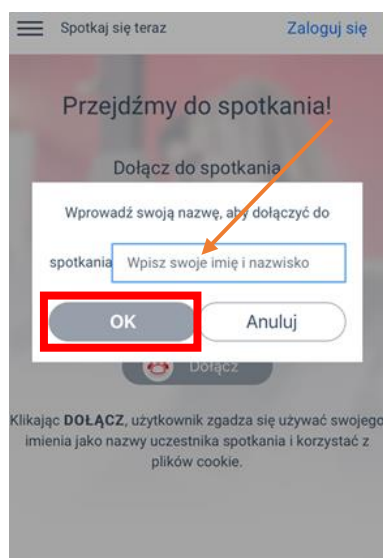 Spotkaj się teraz Zaloguj się
Przejdźmy do spotkania!
Dołącz do spotkania
Wprowadź swoją nazwę, aby dołączyć do
spotkania Wpisz swoje imię i nazwisko
OK Anuluj
Dołącz
Klikając DOŁĄCZ, użytkownik zgadza się używać swojego
imienia jako nazwy uczestnika spotkania i korzystać z
plików cookie.